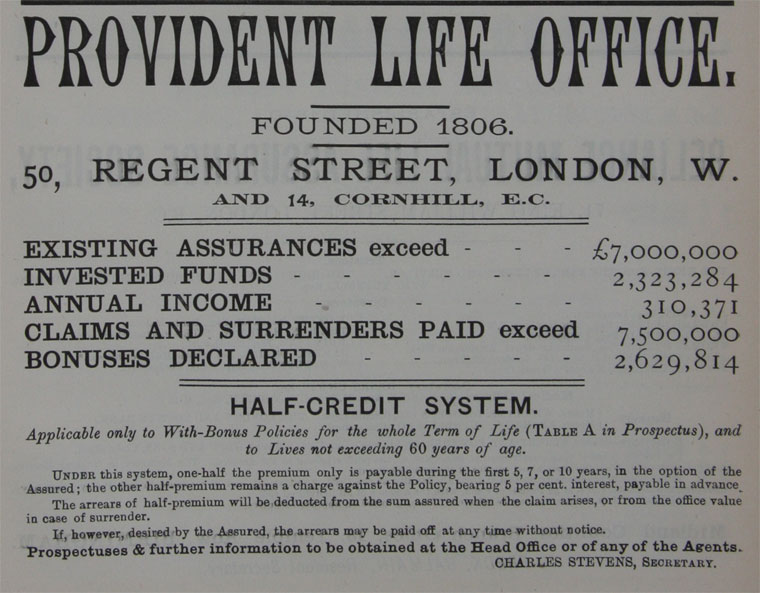 PROVIDENT LIFE OFFICE.
FOUNDED 1806.
50, REGENT STREET, LONDON, W.
AND 14, CORNHILL, E.C.
EXISTING ASSURANCES exceed - - - £7,000,000
INVESTED FUNDS - - - - - - 2,323,284
ANNUAL INCOME - - - - - - 310,371
CLAIMS AND SURRENDERS PAID exceed 7,500,000
BONUSES DECLARED - - - - - 2,629,814
HALF-CREDIT SYSTEM.
Applicable only to With-Bonus Policies for the whole Term of Life (TABLE A in Prospectus), and
to Lives not exceeding 60 years of age.
UNDER this system, one-half the premium only is payable during the first 5, 7, or 10 years, in the option of the
Assured; the other half-premium remains a charge against the Policy, bearing 5 per cent. interest, payable in advance.
The arrears of half-premium will be deducted from the sum assured when the claim arises, or from the office value
in case of surrender.
If, however, desired by the Assured, the arrears may be paid off at any time without notice.
Prospectuses & further information to be obtained at the Head Office or of any of the Agents.
CHARLES STEVENS, SECRETARY.